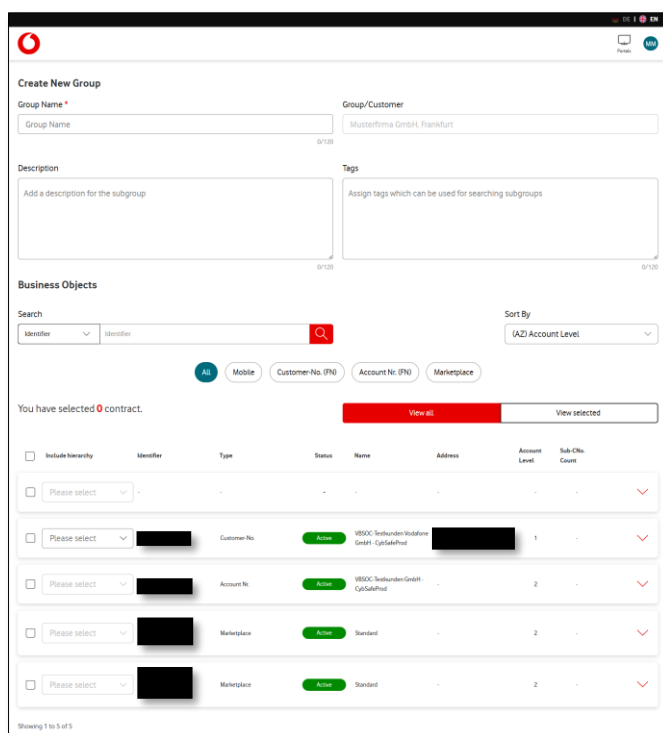 DE | EN
Portals
MM
Create New Group
Group Name * Group/Customer
Group Name Musterfirma GmbH, Frankfurt
0/120
Description Tags
Add a description for the subgroup Assign tags which can be used for searching subgroups
0/120 0/120
Business Objects
Search Sort By
Identifier Identifier (AZ) Account Level
All Mobile Customer-No. (FN) Account Nr. (FN) Marketplace
You have selected 0 contract. View all View selected
Include hierarchy Identifier Type Status Name Address Account Level Sub-CNo. Count
Please select - - - - - - -
Please select Customer-No. Active VBSOC-Testkunden Vodafone GmbH - CybSafeProd 1 -
Please select Account Nr. Active VBSOC-Testkunden GmbH - CybSafeProd - 2 -
Please select Marketplace Active Standard - 2 -
Please select Marketplace Active Standard - 2 -
Showing 1 to 5 of 5